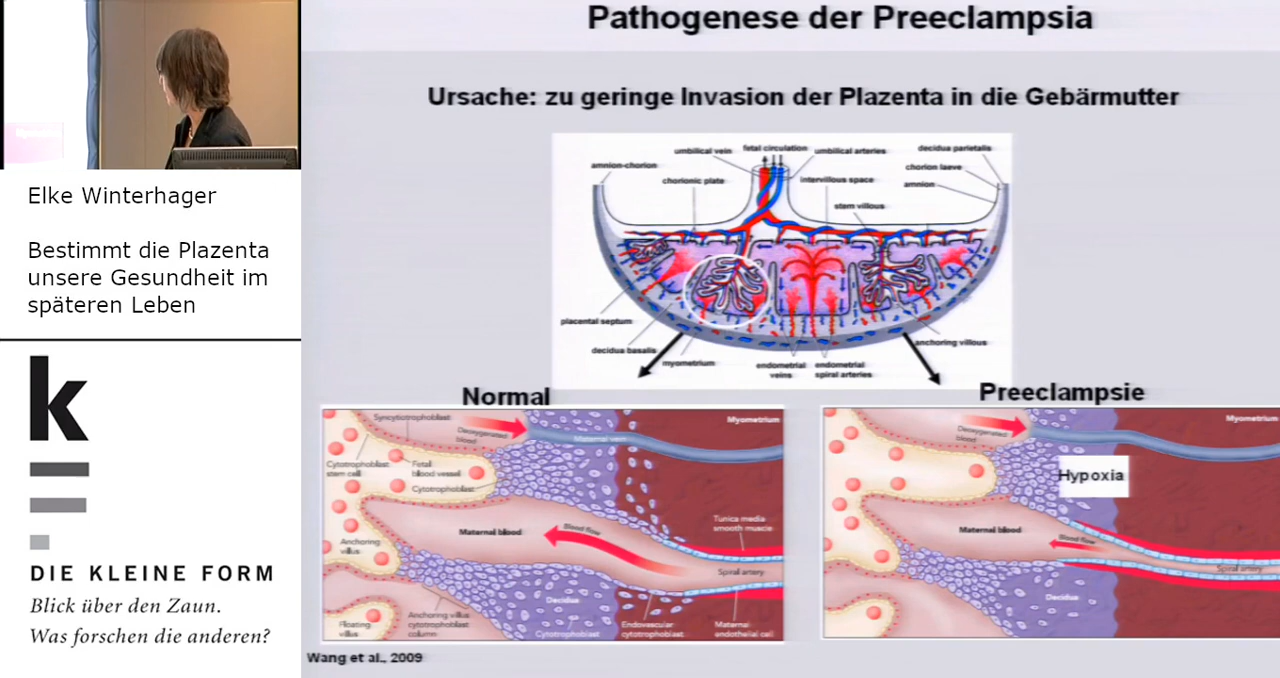 Elke Winterhager
Bestimmt die Plazenta
unsere Gesundheit im
späteren Leben
k
DIE KLEINE FORM
Blick über den Zaun.
Was forschen die anderen?
Pathogenese der Preeclampsia
Ursache: zu geringe Invasion der Plazenta in die Gebärmutter
umbilical vein
fetal circulation
umbilical arteries
decidua parietalis
amnion-chorion
chorionic plate
intervillous space
chorion laeve
amnion
stem villous
placental septum
decidua basalis
myometrium
endometrial
veins
endometrial
spiral arteries
anchoring villous
Normal
Syncytiotrophoblast
Deoxygenated
blood
Maternal vein
Myometrium
Cytotrophoblast
stem cell
Fetal
blood vessel
Cytotrophoblast
Maternal blood
Blood flow
Tunica media
smooth muscle
Anchoring
villus
Spiral artery
Floating
villus
Anchoring villus
cytotrophoblast
column
Decidua
Cytotrophoblast
Endovascular
cytotrophoblast
Maternal
endothelial cell
Preeclampsie
Deoxygenated
blood
Myometrium
Hypoxia
Maternal blood
Blood flow
Spiral artery
Decidua
Wang et al., 2009